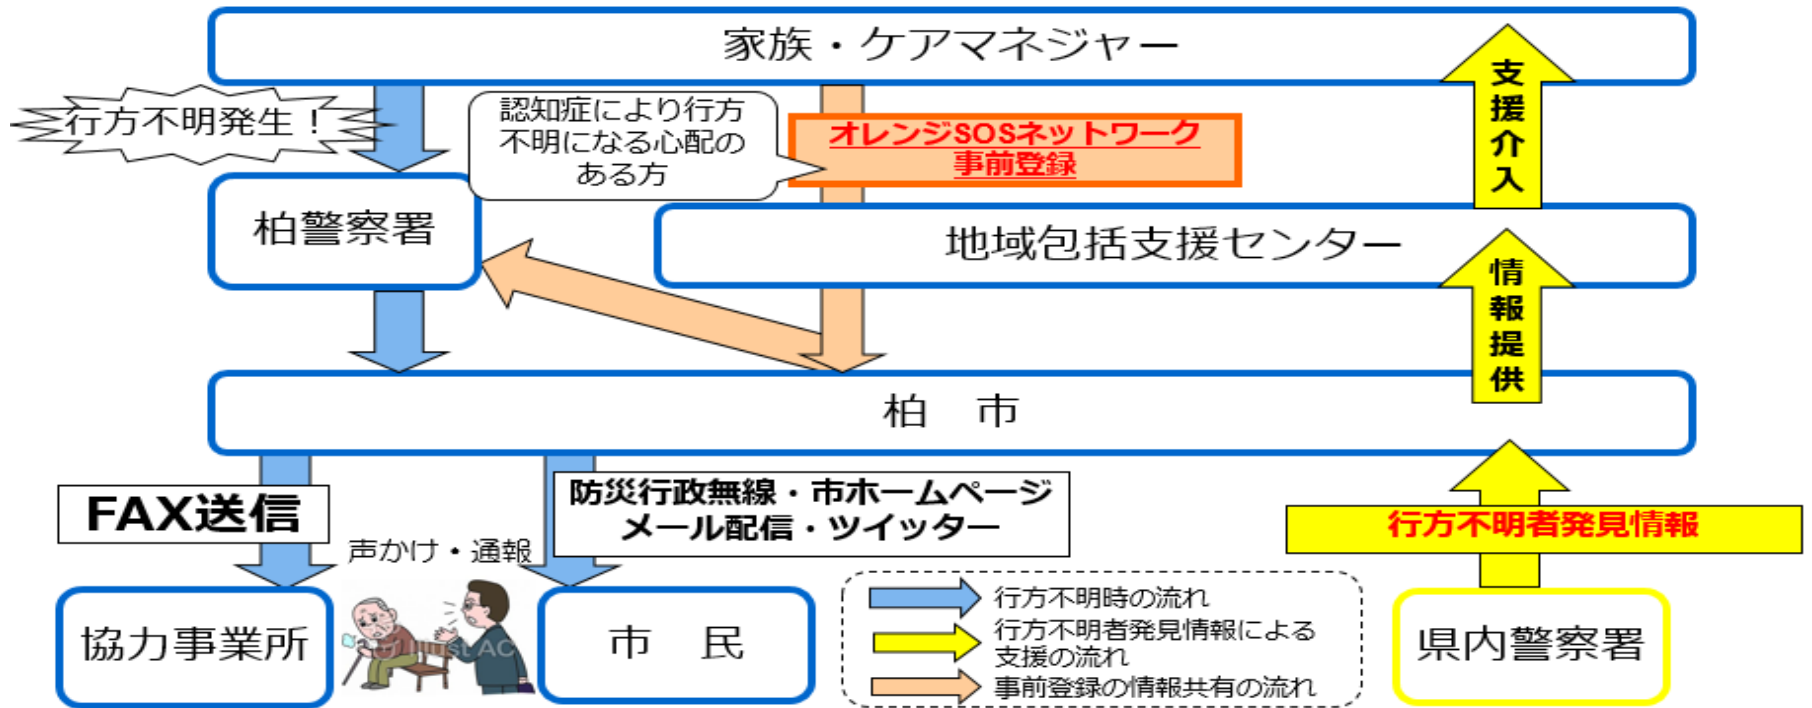 家族・ケアマネジャー
行方不明発生！
認知症により行方
不明になる心配の
ある方
オレンジSOSネットワーク
事前登録
支援介入
柏警察署
地域包括支援センター
情報提供
柏　市
FAX送信
防災行政無線・市ホームページ
メール配信・ツイッター
行方不明者発見情報
声かけ・通報
協力事業所
市　民
行方不明時の流れ
行方不明者発見情報による
支援の流れ
事前登録の情報共有の流れ
県内警察署